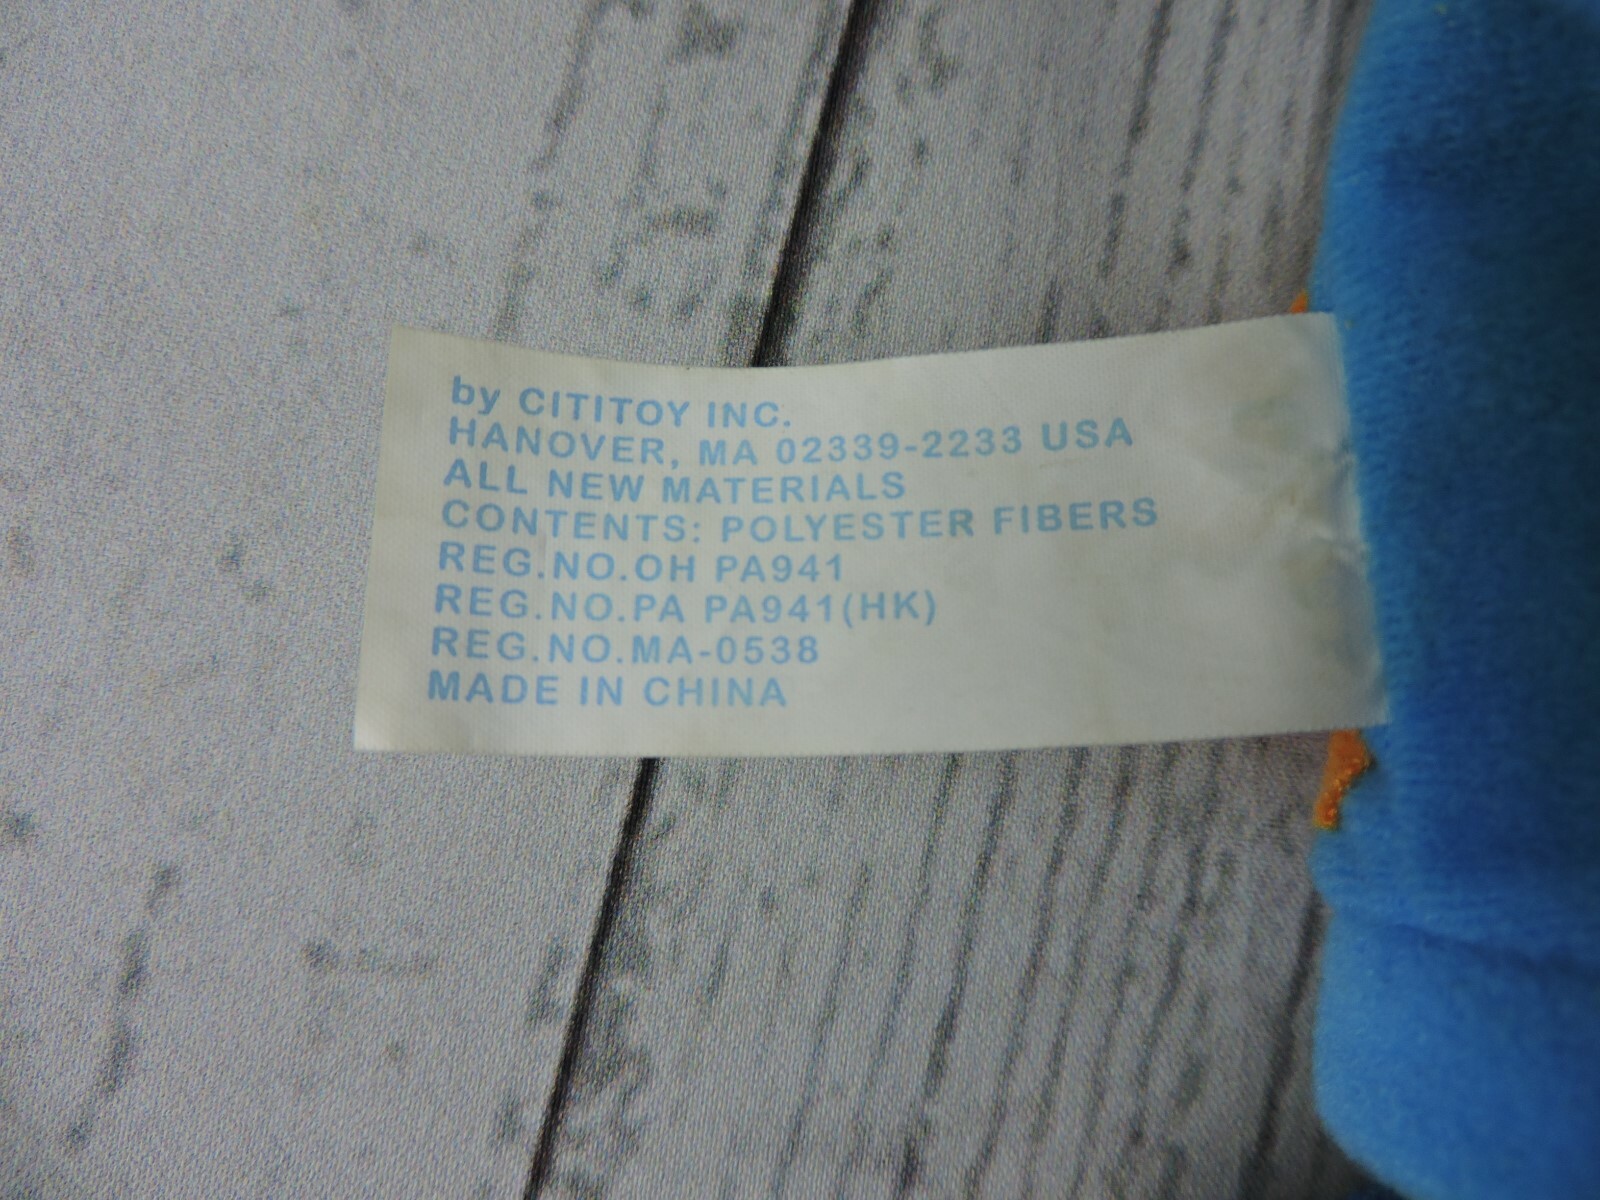 by CITITOY INC.
HANOVER, MA 02339-2233 USA
ALL NEW MATERIALS
CONTENTS: POLYESTER FIBERS
REG.NO.OH PA941
REG.NO.PA PA941(HK)
REG.NO.MA-0538
MADE IN CHINA